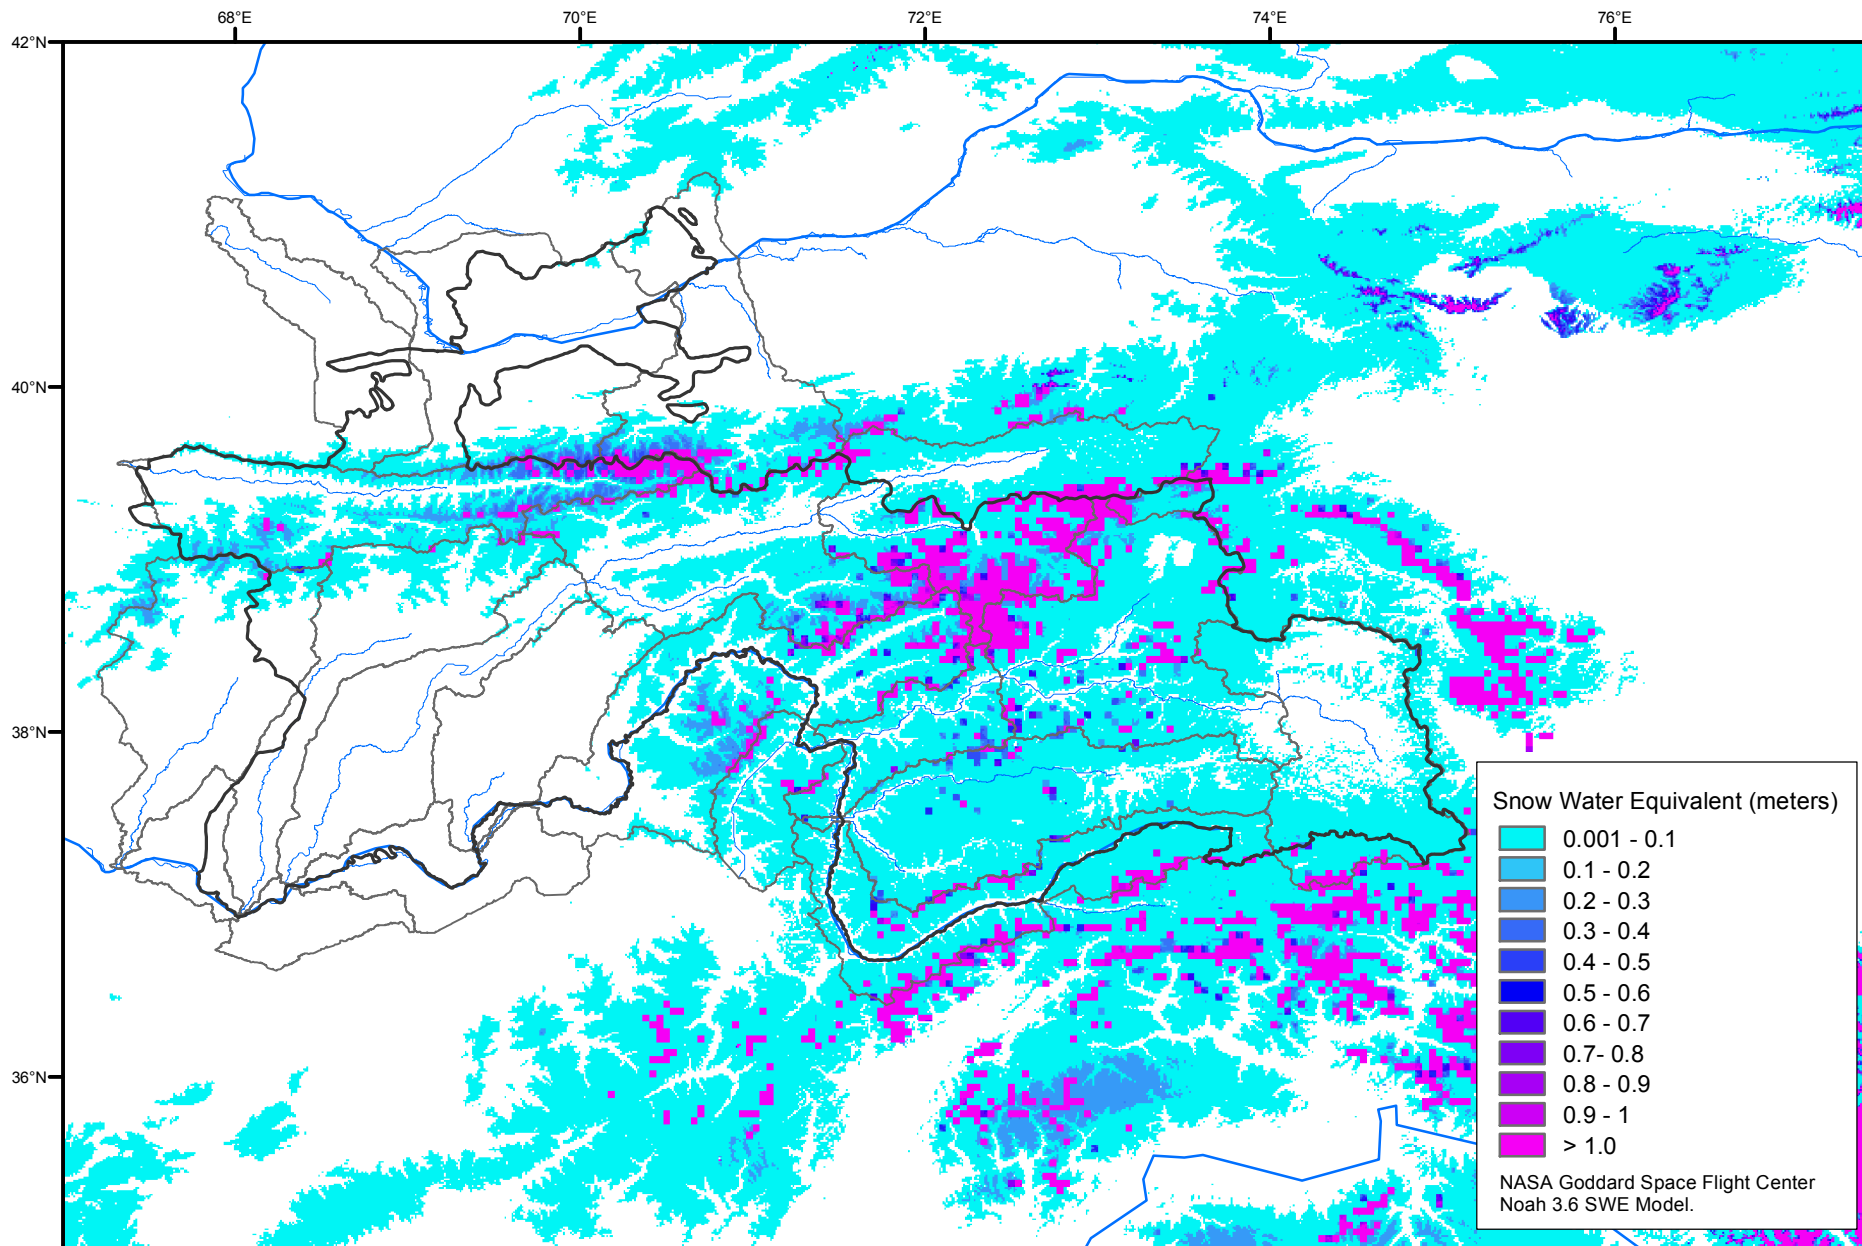 68°E
70°E
72°E
74°E
76°E
42°N
40°N
38°N
36°N
Snow Water Equivalent (meters)
0.001 - 0.1
0.1 - 0.2
0.2 - 0.3
0.3 - 0.4
0.4 - 0.5
0.5 - 0.6
0.6 - 0.7
0.7- 0.8
0.8 - 0.9
0.9 - 1
> 1.0
NASA Goddard Space Flight Center
Noah 3.6 SWE Model.